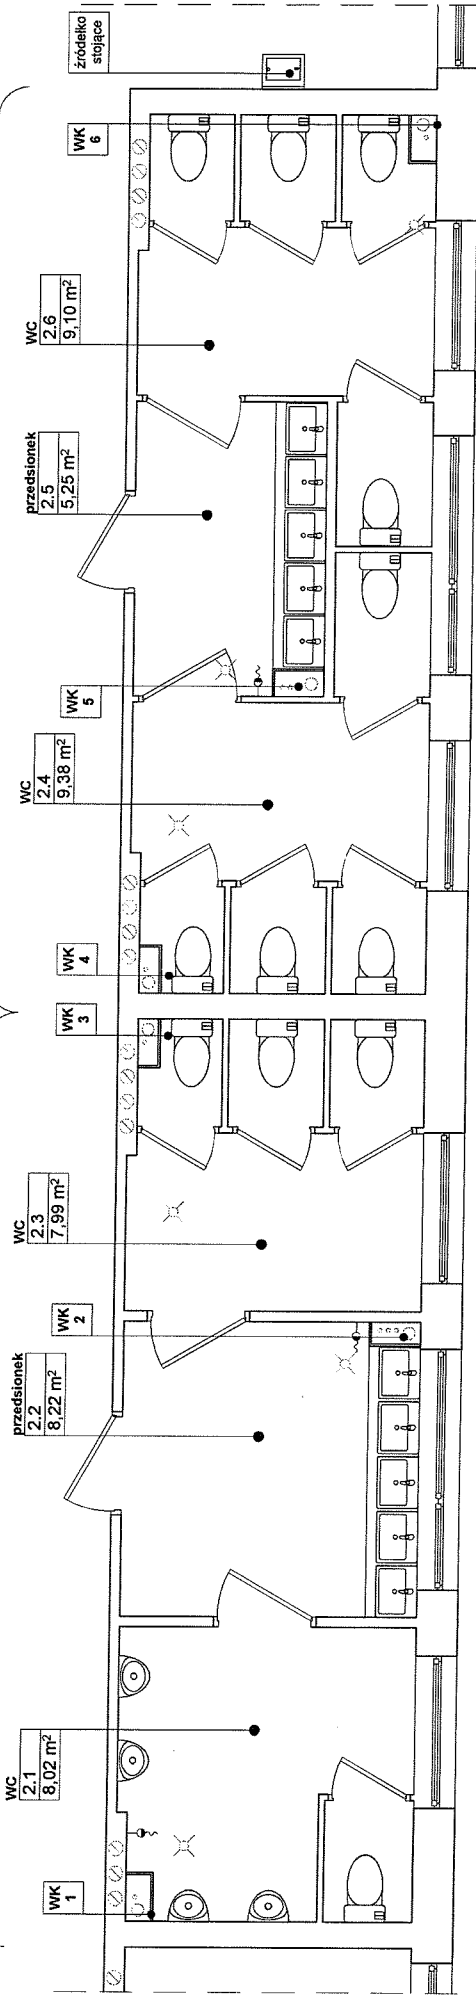 WC
2.1
8,02 m²
WK
1
przedsionek
2.2
8,22 m²
WK
2
WC
2.3
7,99 m²
WK
3
WK
4
WC
2.4
9,38 m²
WK
5
przedsionek
2.5
5,25 m²
WC
2.6
9,10 m²
WK
6
źródełko
stojące